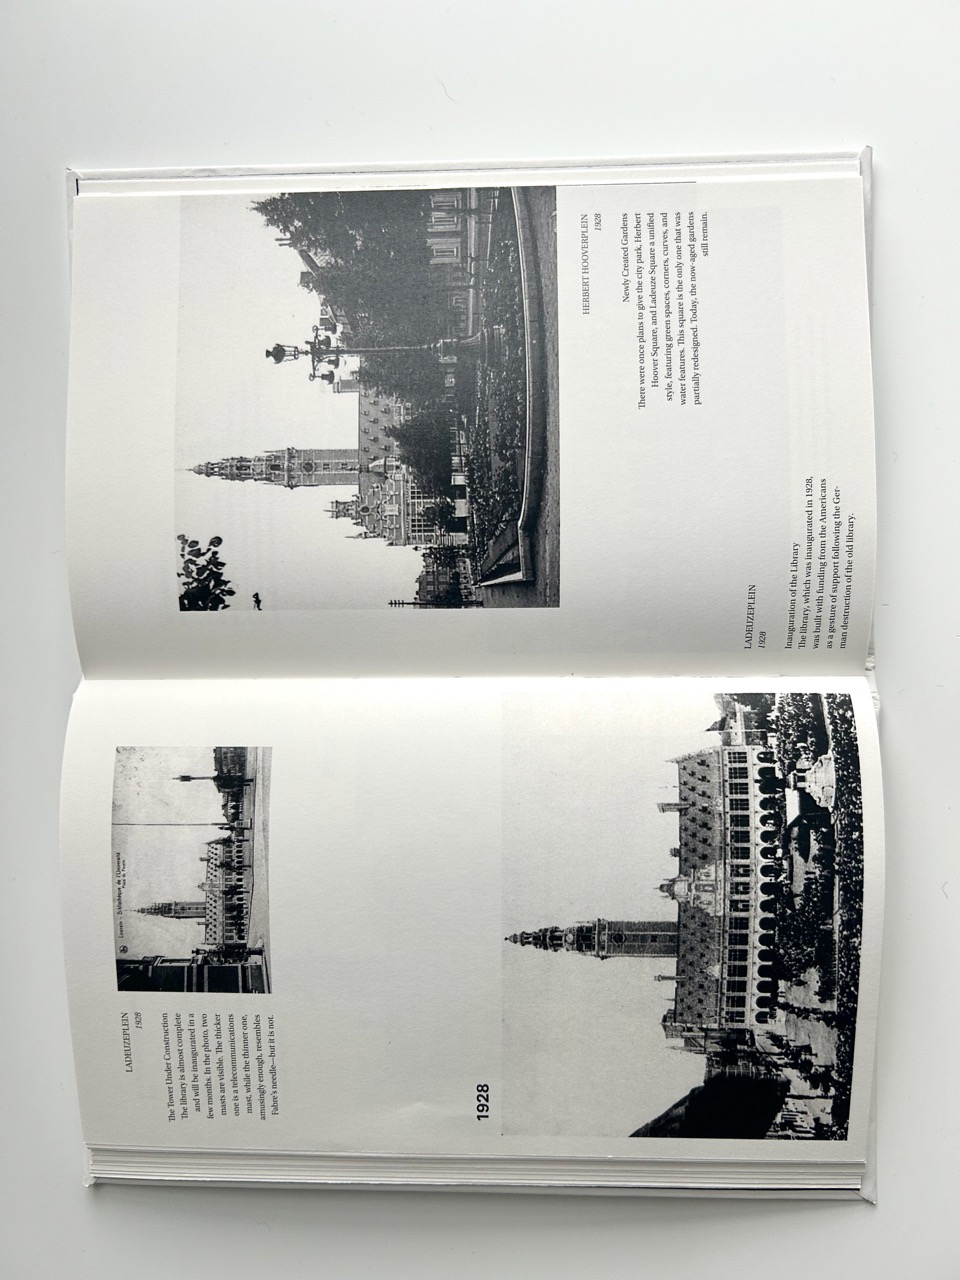 LADEUZEPLEIN
1928
The Tower Under Construction
The library is almost complete
and will be inaugurated in a
few months. In the photo, two
masts are visible. The thicker
one is a telecommunications
mast, while the thinner one,
amusingly enough, resembles
Fabre's needle—but it is not.
Louvain - Bibliothèque de l'Université
Place du Peuple
1928
HERBERT HOOVERPLEIN
1928
Newly Created Gardens
There were once plans to give the city park, Herbert
Hoover Square, and Ladeuze Square a unified
style, featuring green spaces, corners, curves, and
water features. This square is the only one that was
partially redesigned. Today, the now-aged gardens
still remain.
LADEUZEPLEIN
1928
Inauguration of the Library
The library, which was inaugurated in 1928,
was built with funding from the Americans
as a gesture of support following the Ger-
man destruction of the old library.